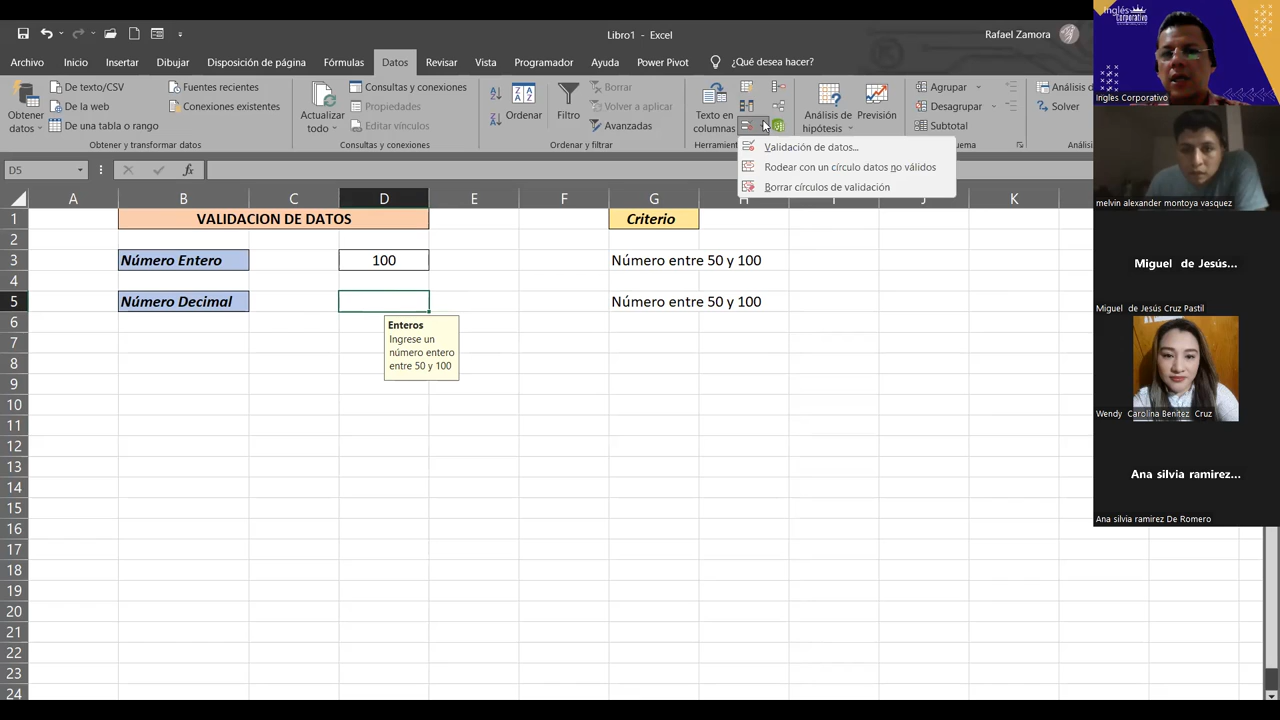 Libro1 - Excel
Rafael Zamora
Archivo Inicio Insertar Dibujar Disposición de página Fórmulas Datos Revisar Vista Programador Ayuda Power Pivot ¿Qué desea hacer?
Obtener datos
De texto/CSV
De la web
De una tabla o rango
Fuentes recientes
Conexiones existentes
Obtener y transformar datos
Actualizar todo
Consultas y conexiones
Propiedades
Editar vínculos
Consultas y conexiones
Ordenar
Filtro
Borrar
Volver a aplicar
Avanzadas
Ordenar y filtrar
Texto en columnas
Herramient
Análisis de hipótesis
Previsión
Agrupar
Desagrupar
Subtotal
uema
Análisis d
Solver
Análisi
Validación de datos...
Rodear con un círculo datos no válidos
Borrar círculos de validación
D5
fx
A B C D E F G H I J K
1 VALIDACION DE DATOS Criterio
2
3 Número Entero 100 Número entre 50 y 100
4
5 Número Decimal Número entre 50 y 100
6
7
8
9
10
11
12
13
14
15
16
17
18
19
20
21
22
23
24
Enteros
Ingrese un
número entero
entre 50 y 100
Inglés
Corporativo
Ingles Corporativo
melvin alexander montoya vasquez
Miguel de Jesús...
Miguel de Jesús Cruz Pastil
Wendy Carolina Benitez Cruz
Ana silvia ramirez...
Ana silvia ramirez De Romero